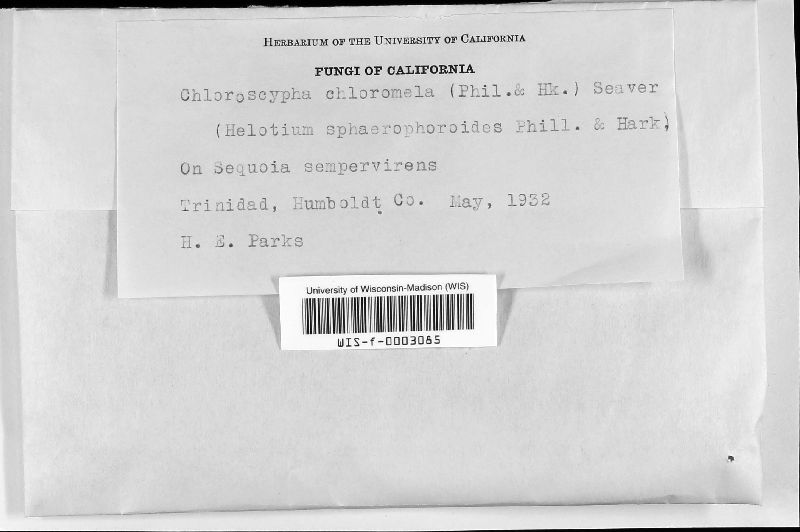 HERBARIUM OF THE UNIVERSITY OF CALIFORNIA
FUNGI OF CALIFORNIA
Chloroscypha chloromela (Phil.& Hk.) Seaver
(Helotium sphaerophoroides Phill. & Hark)
On Sequoia sempervirens
Trinidad, Humboldt Co. May, 1932
H. E. Parks
University of Wisconsin-Madison (WIS)
WIS-f-0003085